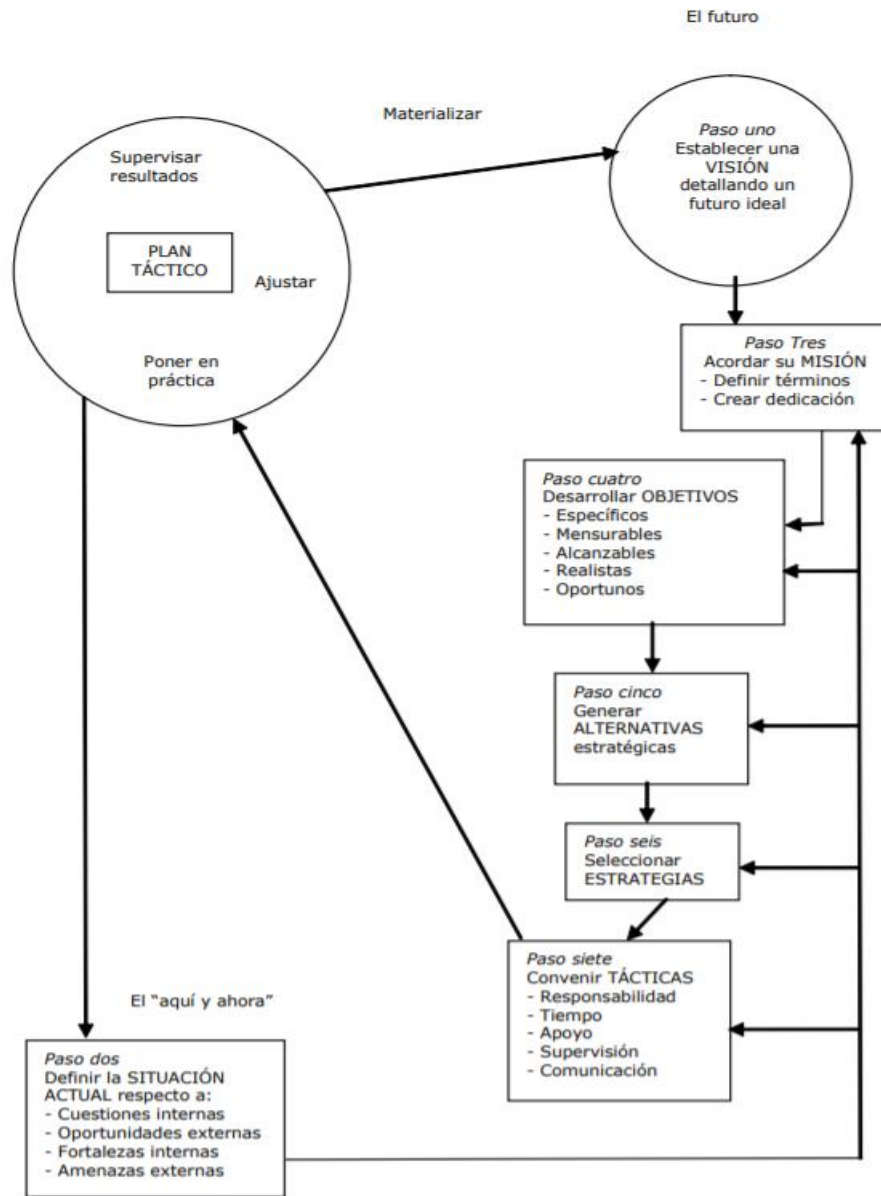 El futuro
Materializar
Paso uno
Establecer una
VISIÓN
detallando un
futuro ideal
Supervisar
resultados
PLAN
TÁCTICO
Ajustar
Poner en
práctica
Paso Tres
Acordar su MISIÓN
- Definir términos
- Crear dedicación
Paso cuatro
Desarrollar OBJETIVOS
- Específicos
- Mensurables
- Alcanzables
- Realistas
- Oportunos
Paso cinco
Generar
ALTERNATIVAS
estratégicas
Paso seis
Seleccionar
ESTRATEGIAS
Paso siete
Convenir TÁCTICAS
- Responsabilidad
- Tiempo
- Apoyo
- Supervisión
- Comunicación
El “aquí y ahora”
Paso dos
Definir la SITUACIÓN
ACTUAL respecto a:
- Cuestiones internas
- Oportunidades externas
- Fortalezas internas
- Amenazas externas